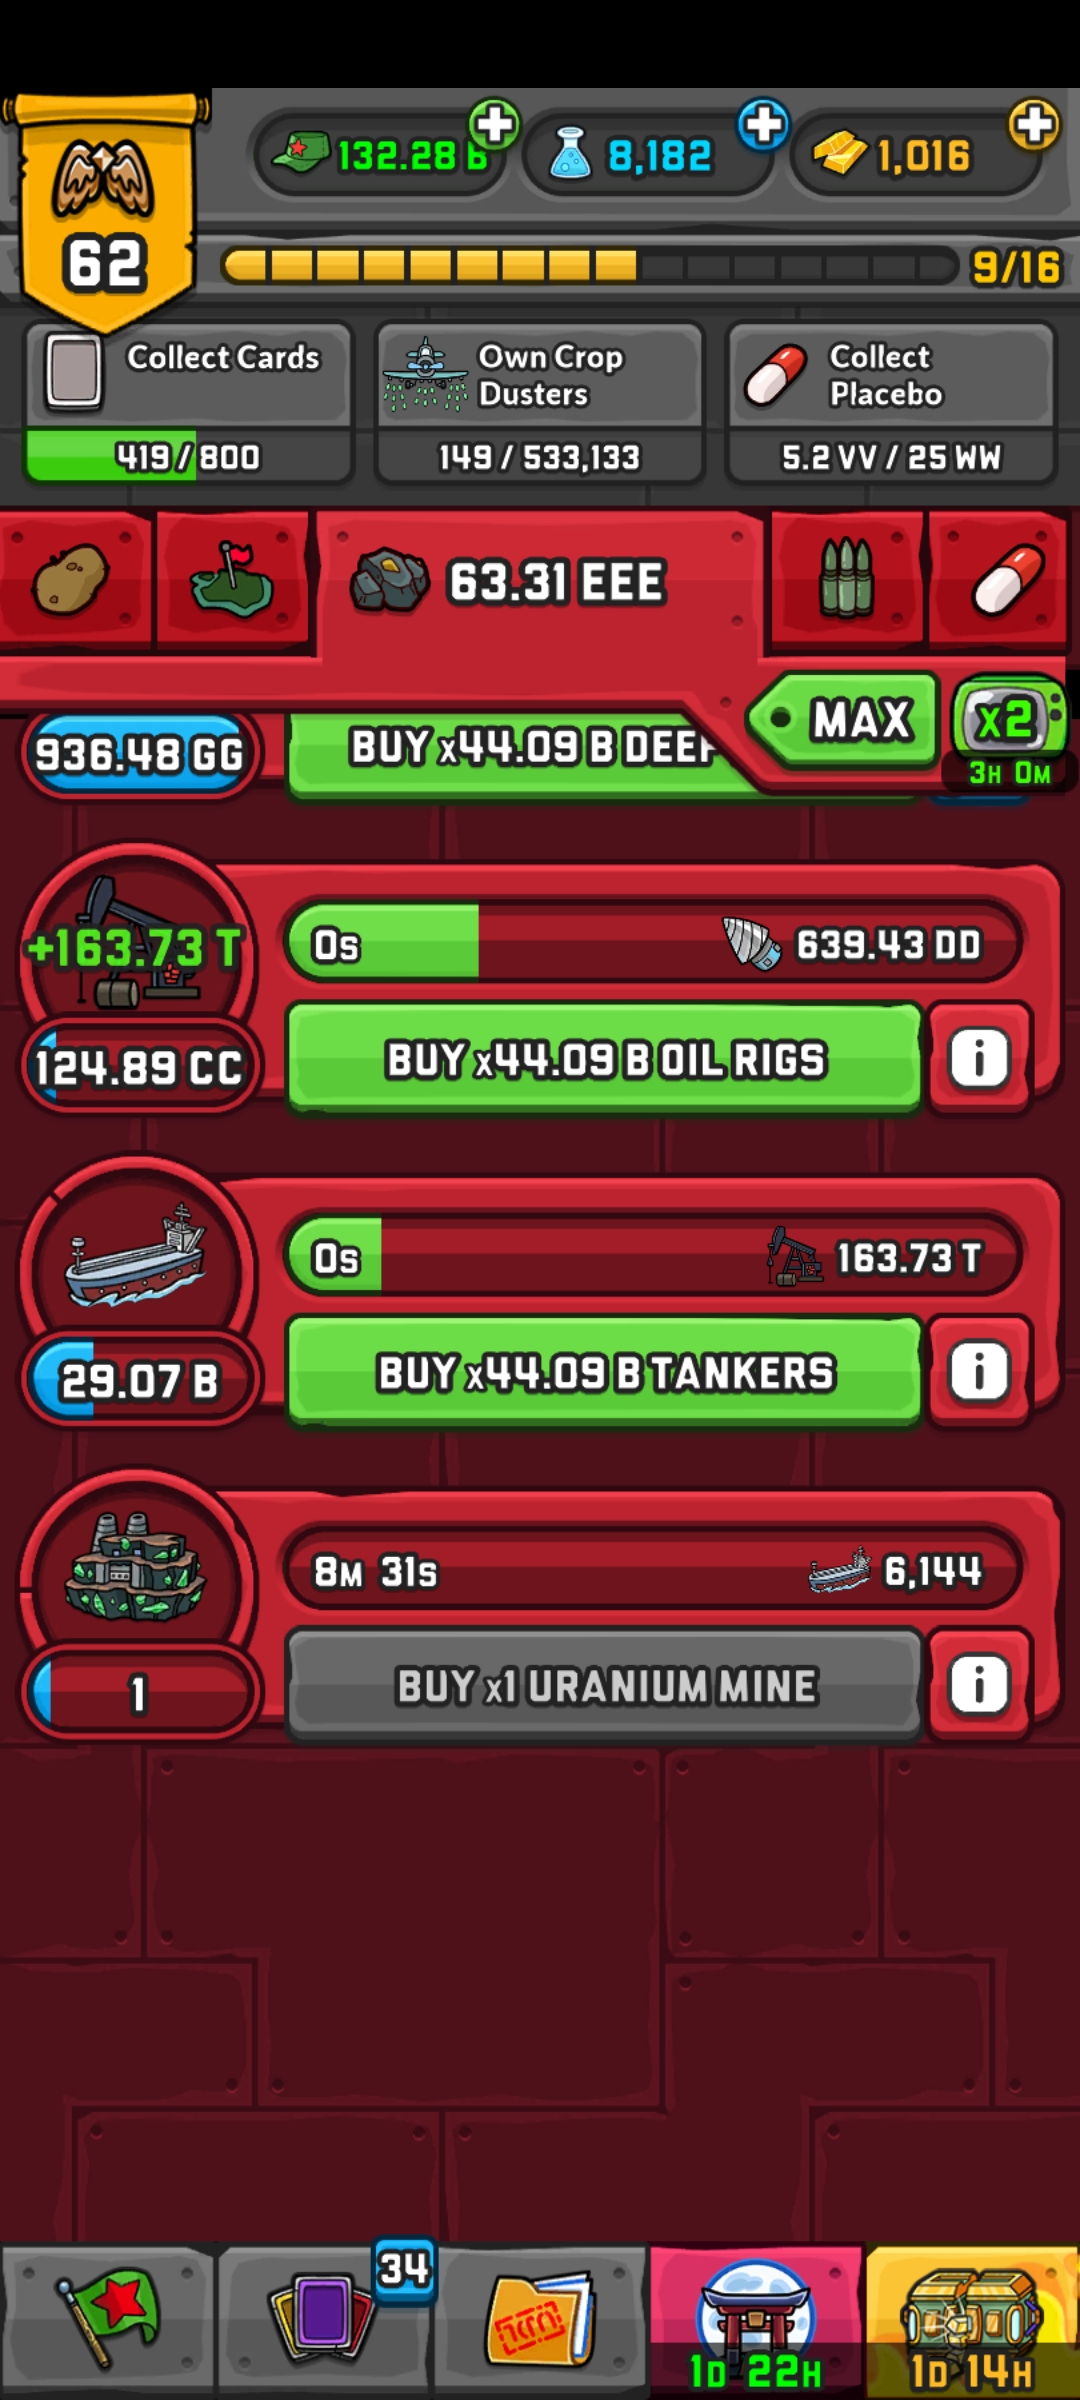 132.28 B
8,182
1,016
62
9/16
Collect Cards
419 / 800
Own Crop
Dusters
149 / 533,133
Collect
Placebo
5.2 VV / 25 WW
63.31 EEE
MAX
x2
3H 0M
936.48 GG
BUY x44.09 B DEEP
+163.73 T
0s
639.43 DD
124.89 CC
BUY x44.09 B OIL RIGS
i
0s
163.73 T
29.07 B
BUY x44.09 B TANKERS
i
8M 31s
6,144
1
BUY x1 URANIUM MINE
i
34
1D 22H
1D 14H